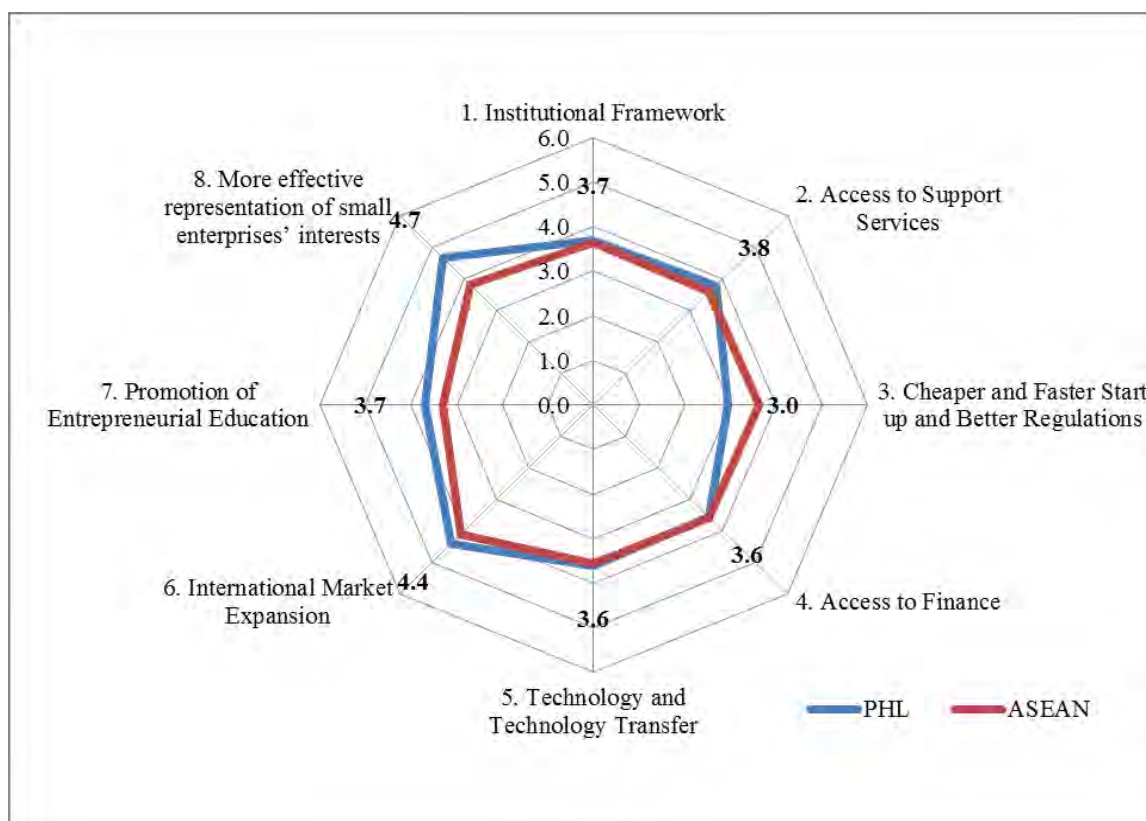 1. Institutional Framework
6.0
5.0
4.0
3.0
2.0
1.0
0.0
3.7
2. Access to Support
Services
3.8
3. Cheaper and Faster Start
up and Better Regulations
3.0
4. Access to Finance
3.6
5. Technology and
Technology Transfer
3.6
6. International Market
Expansion
4.4
7. Promotion of
Entrepreneurial Education
3.7
8. More effective
representation of small
enterprises’ interests
4.7
PHL
ASEAN